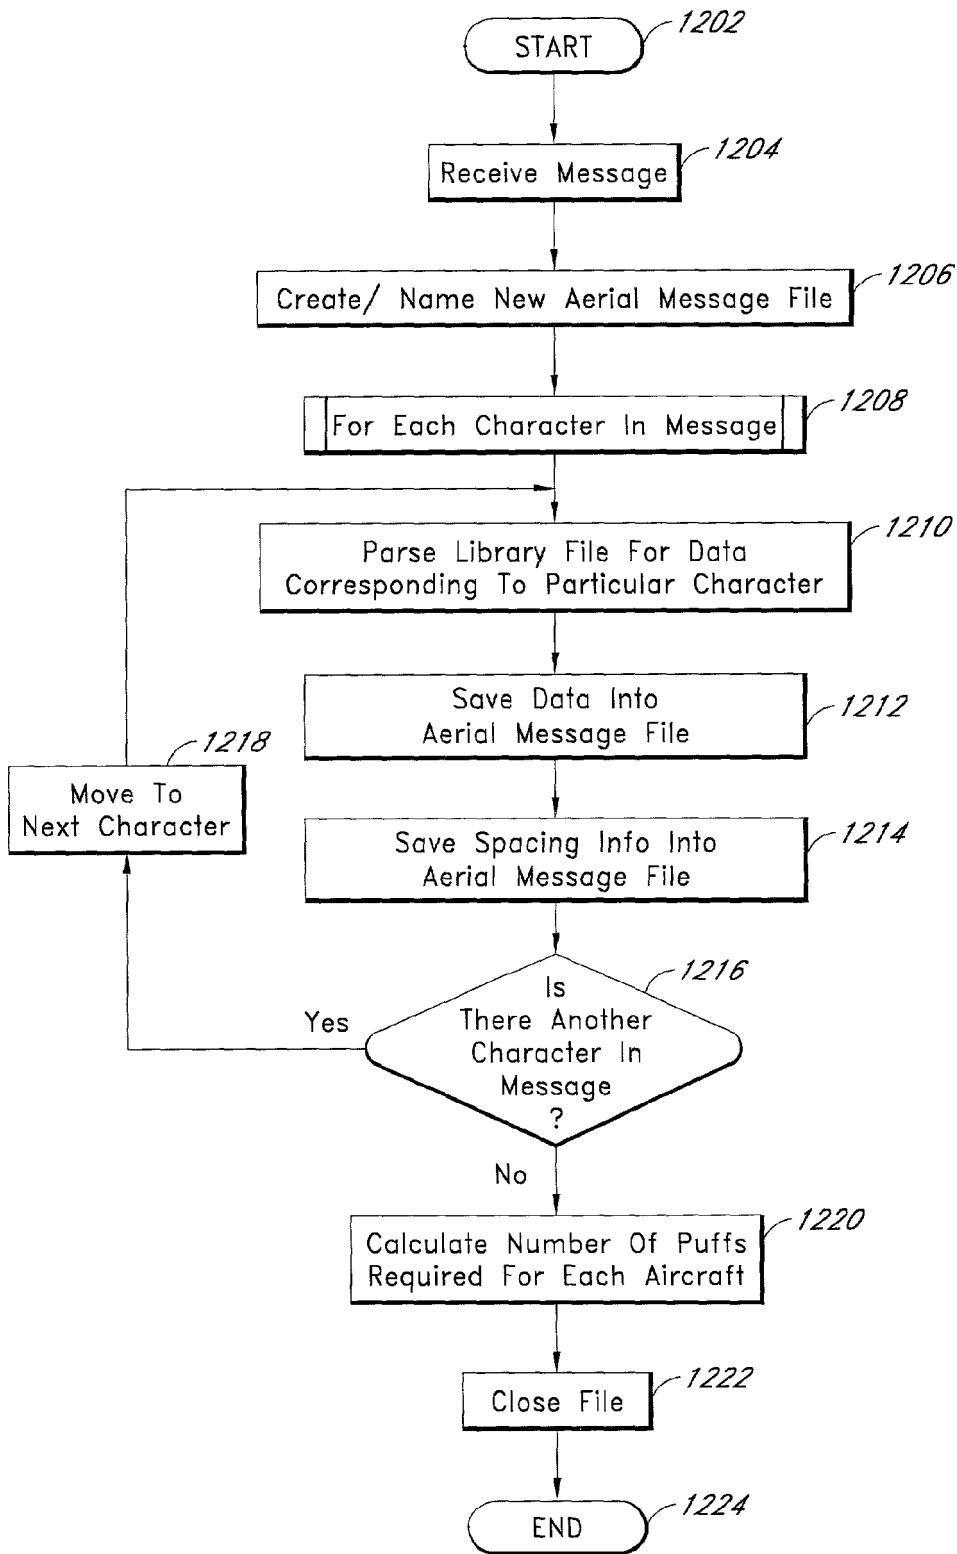 START
1202
Receive Message
1204
Create/ Name New Aerial Message File
1206
For Each Character In Message
1208
Parse Library File For Data
Corresponding To Particular Character
1210
Save Data Into
Aerial Message File
1212
Move To
Next Character
1218
Save Spacing Info Into
Aerial Message File
1214
Is
There Another
Character In
Message
?
1216
Yes
No
Calculate Number Of Puffs
Required For Each Aircraft
1220
Close File
1222
END
1224